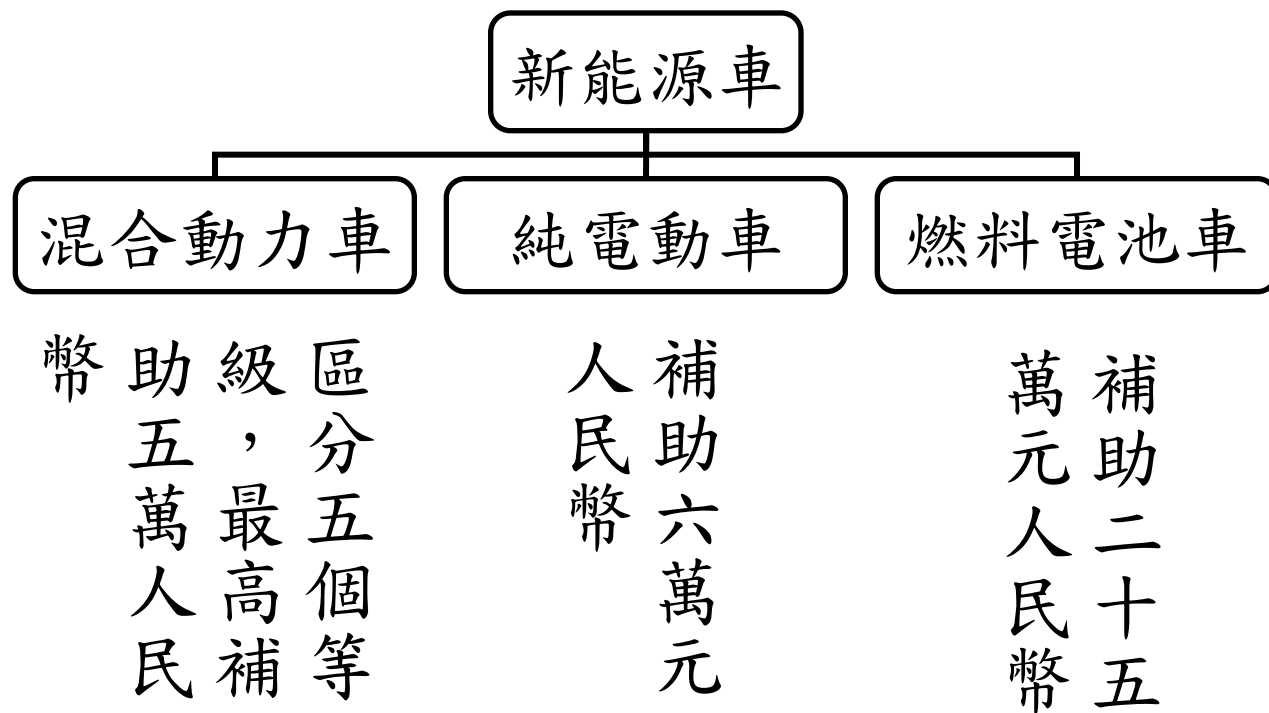 新能源車
混合動力車
純電動車
燃料電池車
區分五個等
級，最高補
助五萬人民
幣
補助六萬元
人民幣
補助二十五
萬元人民幣